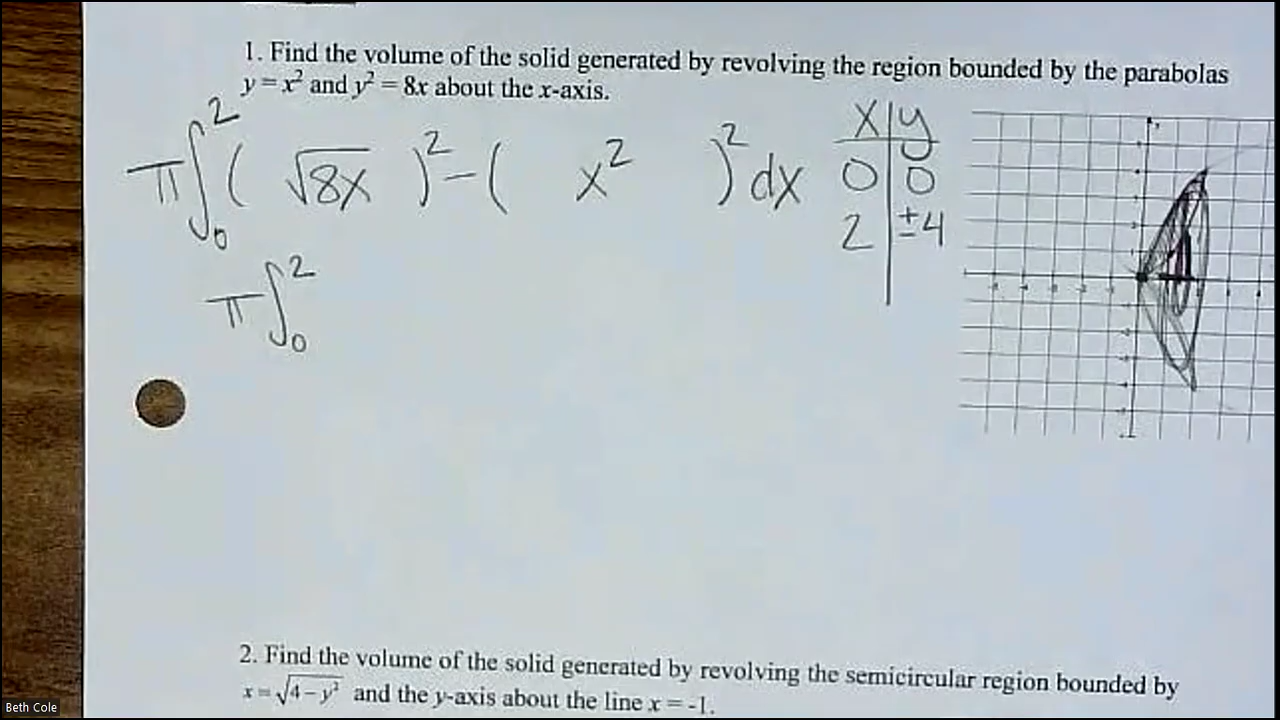 1. Find the volume of the solid generated by revolving the region bounded by the parabolas
y = x² and y² = 8x about the x-axis.
π∫₀² ( √8x )² − ( x² )² dx
π∫₀²
x | y
0 | 0
2 | ±4
2. Find the volume of the solid generated by revolving the semicircular region bounded by
x = √4 − y² and the y-axis about the line x = -1.
Beth Cole